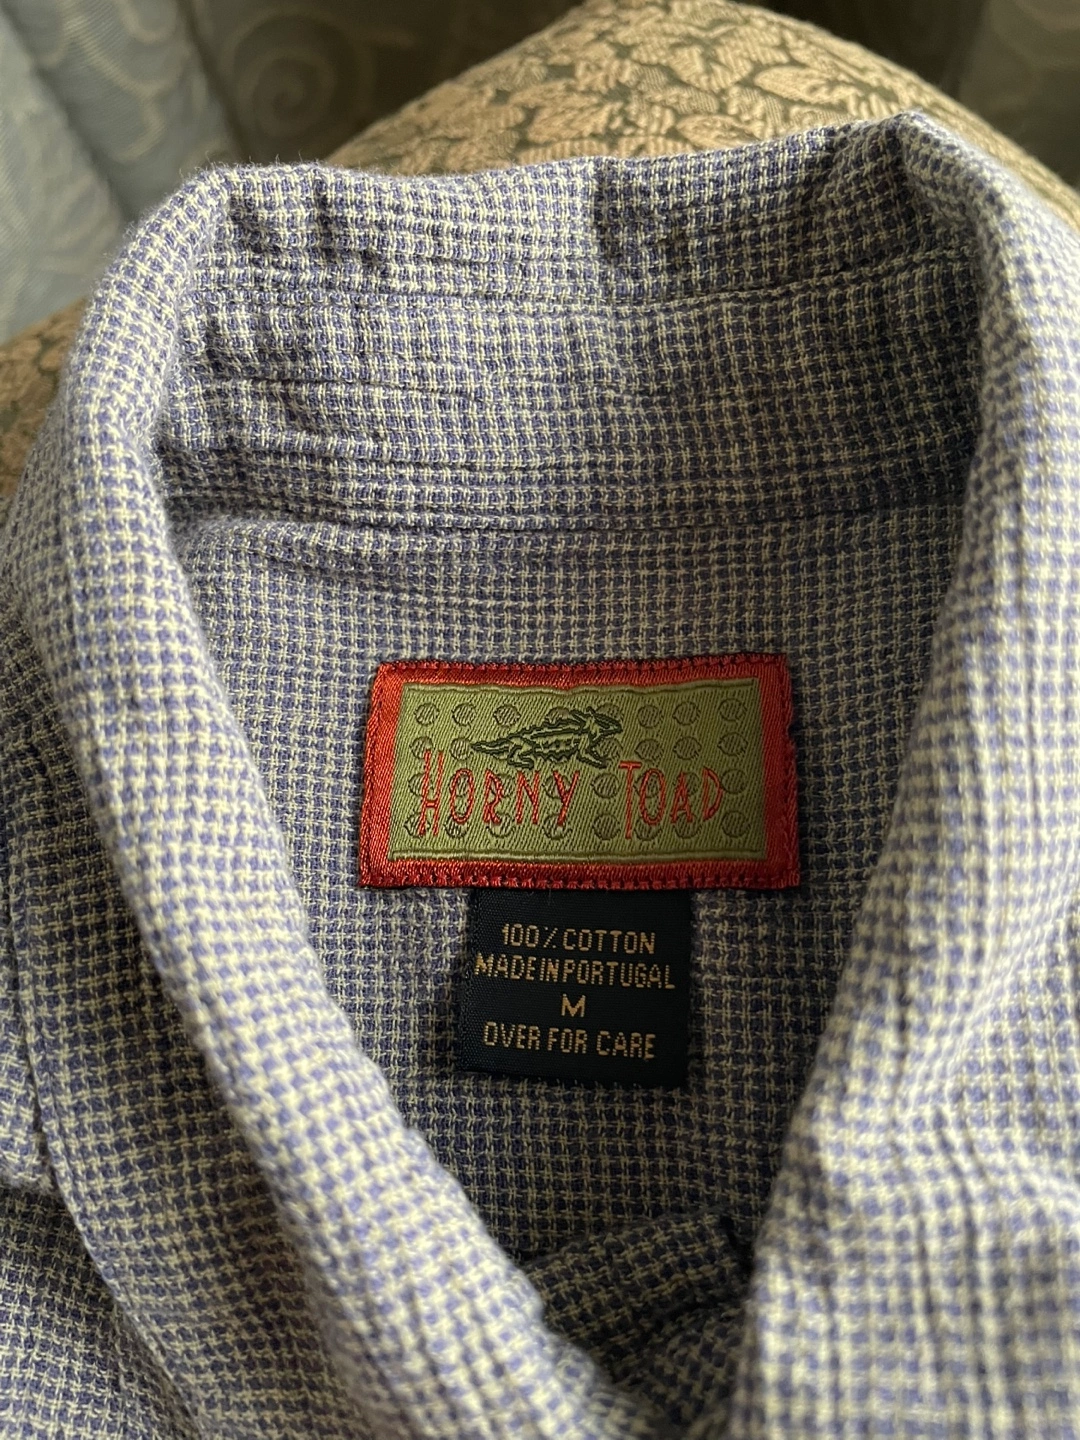 HORNY TOAD
100% COTTON
MADE IN PORTUGAL
M
OVER FOR CARE